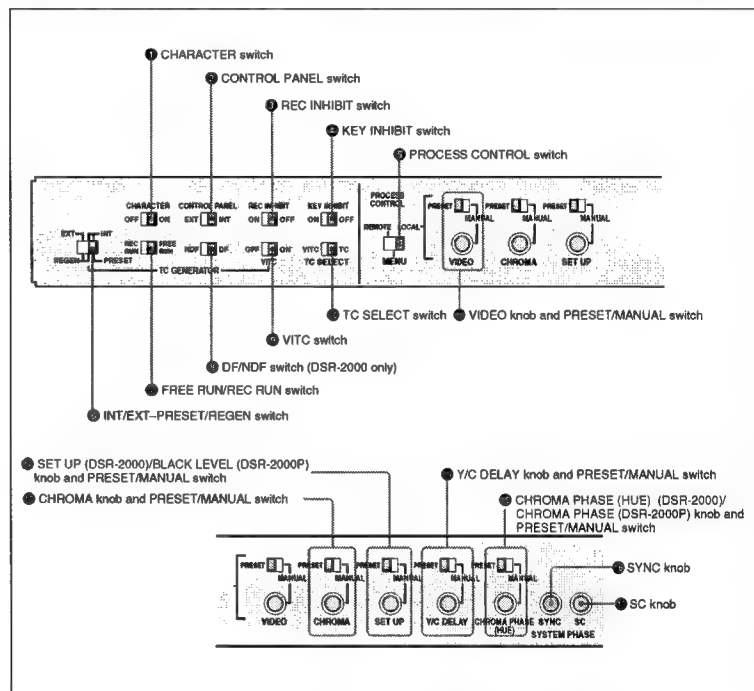 ❶ CHARACTER switch
❷ CONTROL PANEL switch
❸ REC INHIBIT switch
KEY INHIBIT switch
PROCESS CONTROL switch
CHARACTER
OFF ON
CONTROL PANEL
EXT INT
REC INHIBIT
ON OFF
KEY INHIBIT
ON OFF
PROCESS CONTROL
REMOTE LOCAL
MENU
PRESET MANUAL
VIDEO
PRESET MANUAL
CHROMA
PRESET MANUAL
SET UP
EXT INT
REGEN PRESET
REC RUN FREE RUN
NDF DF
OFF ON
VITC
VITC TC
TC SELECT
TC GENERATOR
TC SELECT switch
VIDEO knob and PRESET/MANUAL switch
VITC switch
DF/NDF switch (DSR-2000 only)
FREE RUN/REC RUN switch
INT/EXT–PRESET/REGEN switch
SET UP (DSR-2000)/BLACK LEVEL (DSR-2000P)
knob and PRESET/MANUAL switch
CHROMA knob and PRESET/MANUAL switch
Y/C DELAY knob and PRESET/MANUAL switch
CHROMA PHASE (HUE) (DSR-2000)/
CHROMA PHASE (DSR-2000P) knob and
PRESET/MANUAL switch
SYNC knob
SC knob
PRESET MANUAL
VIDEO
PRESET MANUAL
CHROMA
PRESET MANUAL
SET UP
PRESET MANUAL
Y/C DELAY
PRESET MANUAL
CHROMA PHASE
(HUE)
SYNC SC
SYSTEM PHASE